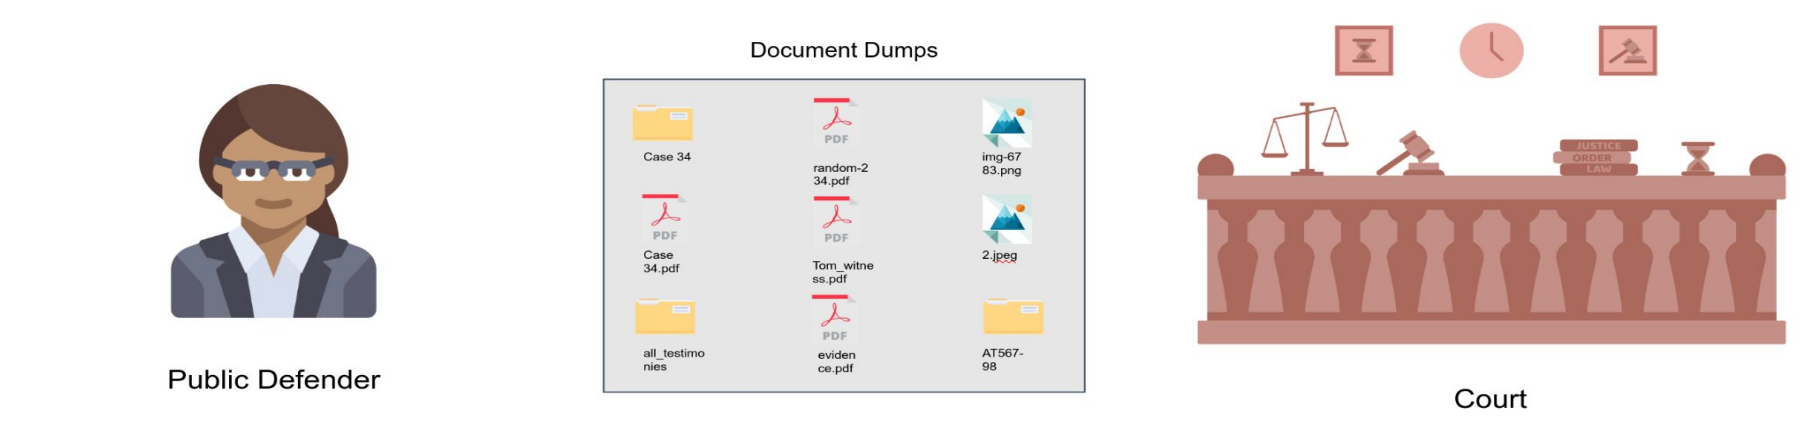 Document Dumps
Case 34
PDF
random-2
34.pdf
img-67
83.png
PDF
Case
34.pdf
PDF
Tom_witne
ss.pdf
2.jpeg
all_testimo
nies
PDF
eviden
ce.pdf
AT567-
98
JUSTICE
ORDER
LAW
Public Defender
Court